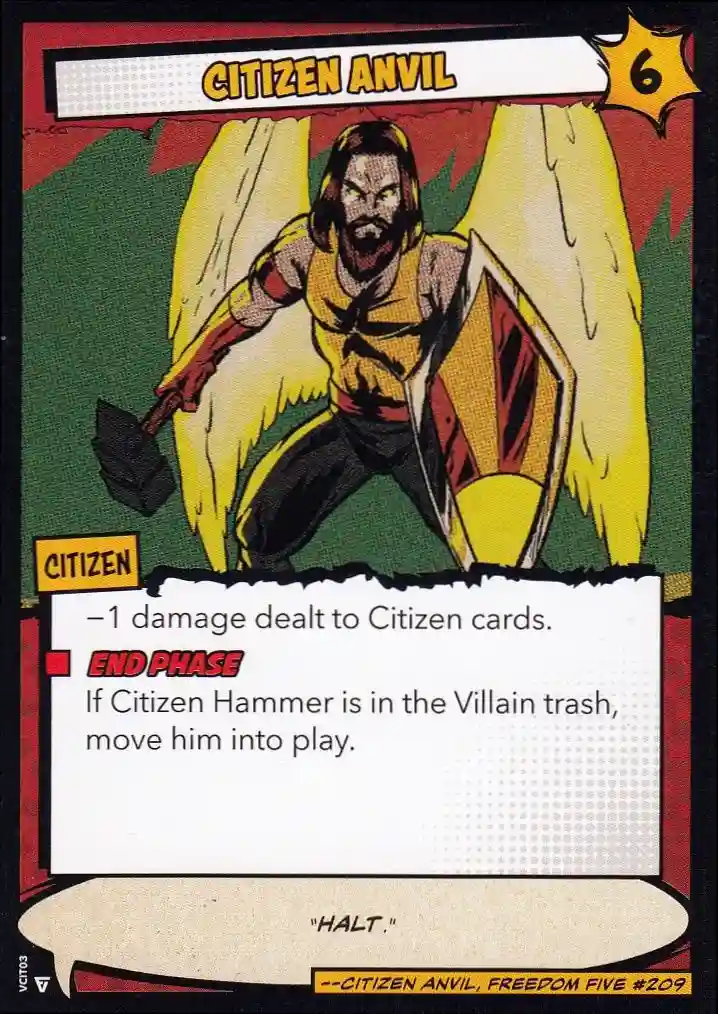 CITIZEN ANVIL
6
CITIZEN
−1 damage dealt to Citizen cards.
END PHASE
If Citizen Hammer is in the Villain trash,
move him into play.
"HALT."
--CITIZEN ANVIL, FREEDOM FIVE #209
VCIT03
V